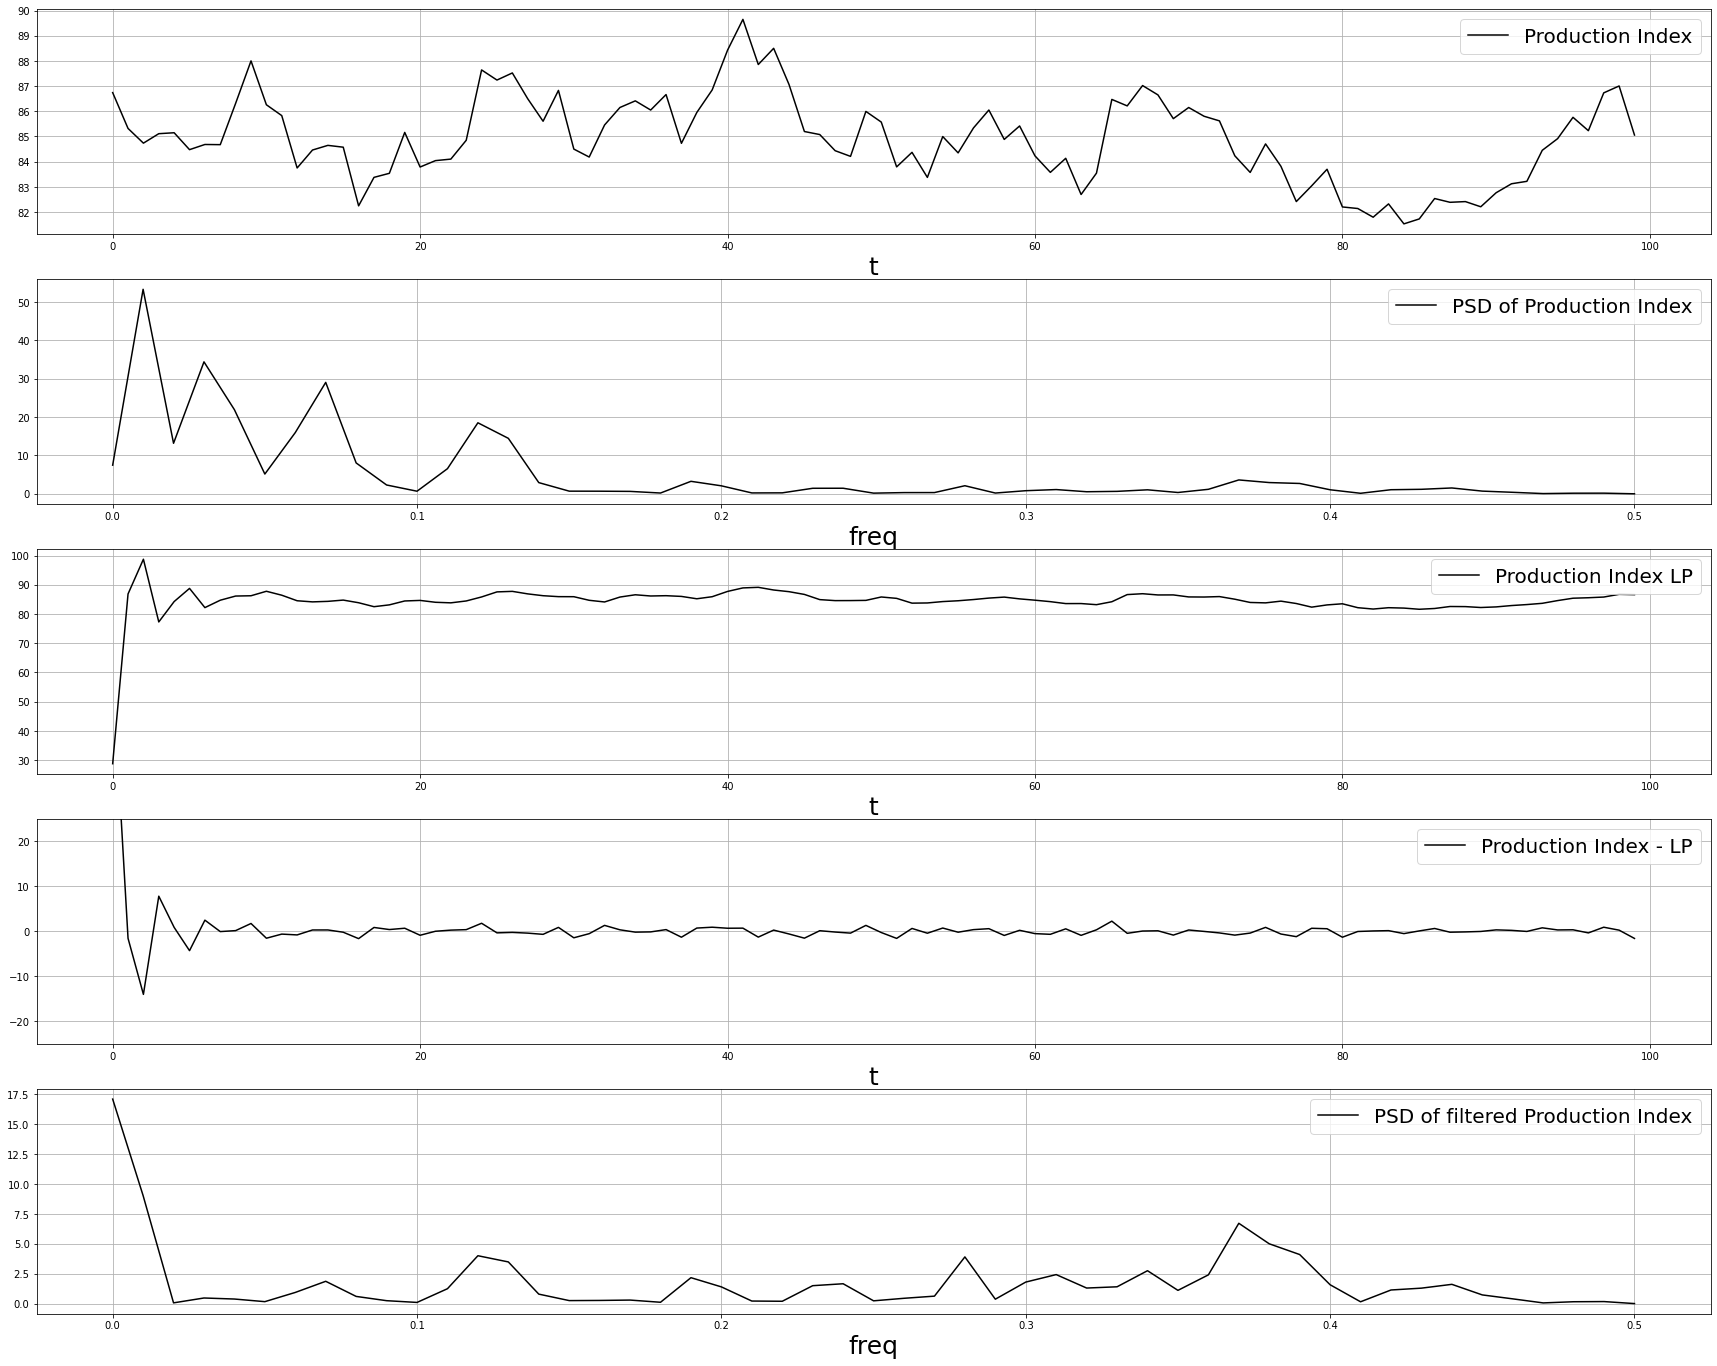 Production Index
90
89
88
87
86
85
84
83
82
0 20 40 60 80 100
t
PSD of Production Index
50
40
30
20
10
0
0.0 0.1 0.2 0.3 0.4 0.5
freq
Production Index LP
100
90
80
70
60
50
40
30
0 20 40 60 80 100
t
Production Index - LP
20
10
0
−10
−20
0 20 40 60 80 100
t
PSD of filtered Production Index
17.5
15.0
12.5
10.0
7.5
5.0
2.5
0.0
0.0 0.1 0.2 0.3 0.4 0.5
freq